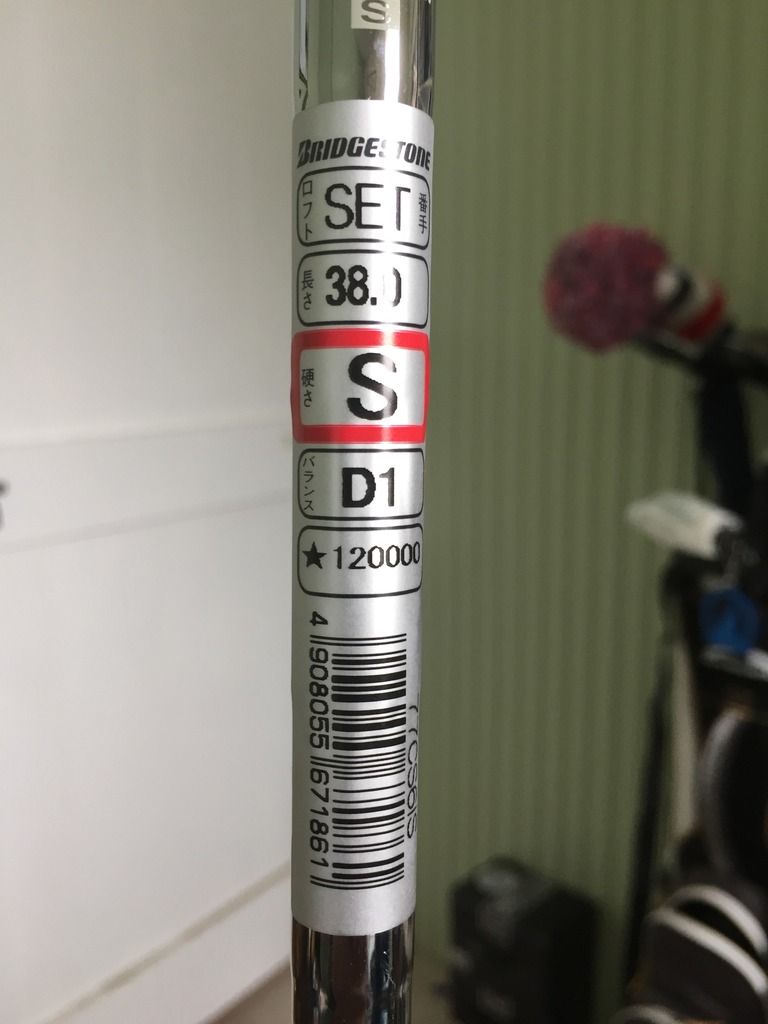 S
BRIDGESTONE
ロフト SET 番手
長さ 38.0
硬さ S
バランス D1
★120000
4 908055 671861